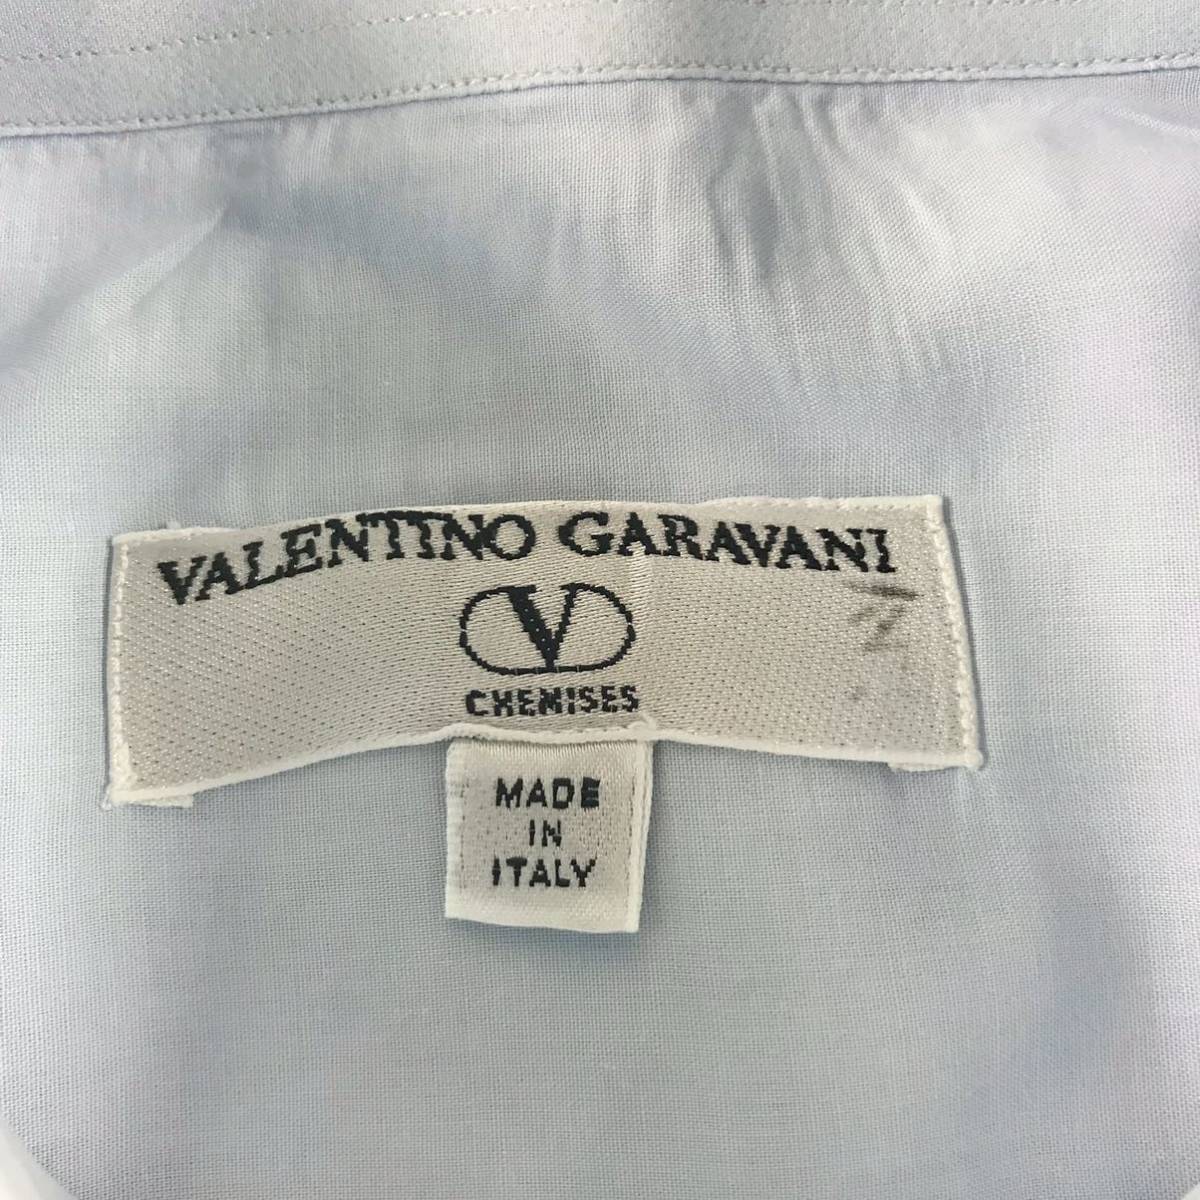 VALENTINO GARAVANI
V
CHEMISES
MADE
IN
ITALY